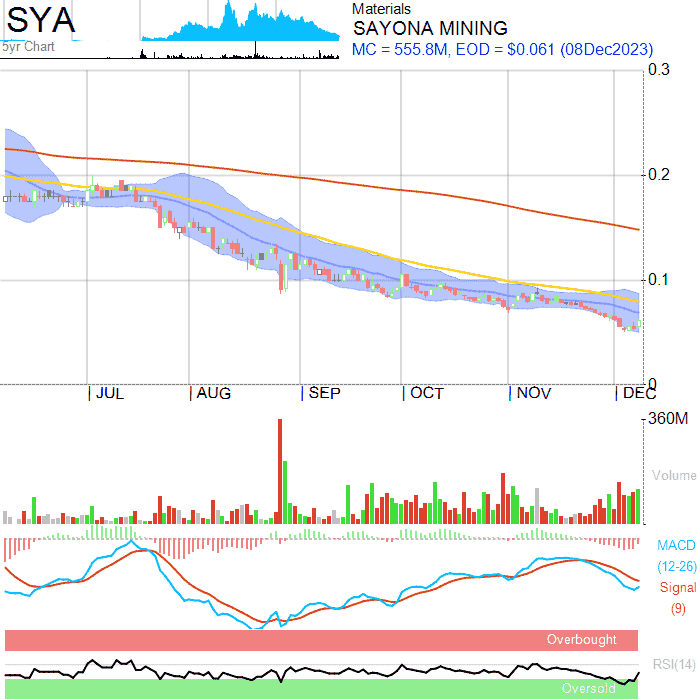 SYA
5yr Chart
Materials
SAYONA MINING
MC = 555.8M, EOD = $0.061 (08Dec2023)
0.3
0.2
0.1
0
JUL AUG SEP OCT NOV DEC
360M
Volume
MACD
(12-26)
Signal
(9)
Overbought
RSI(14)
Oversold